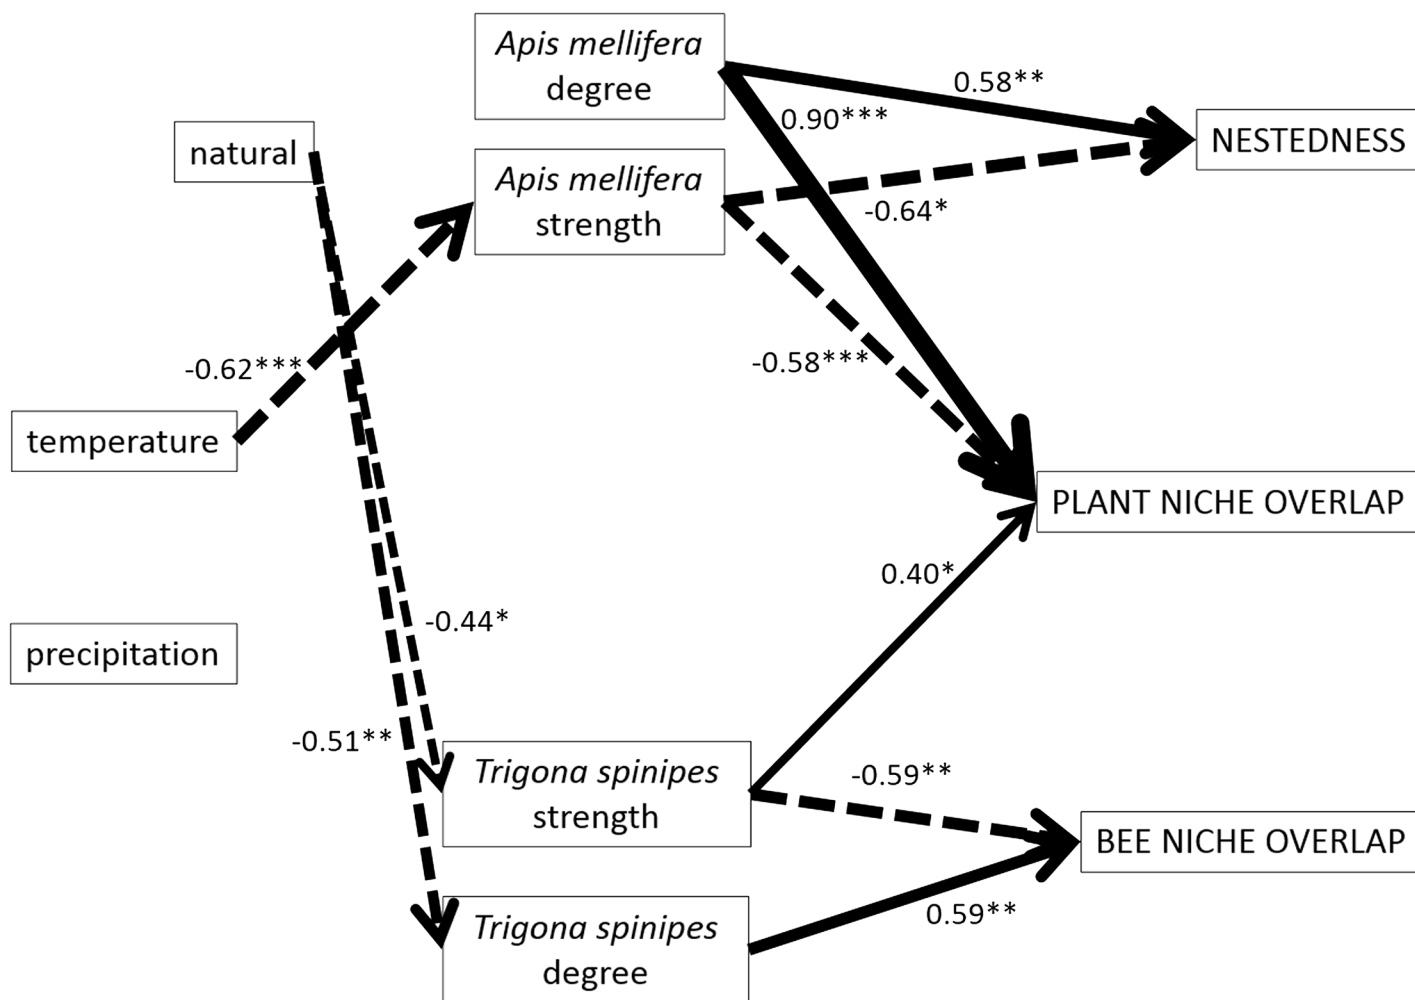 Apis mellifera
degree
0.58**
0.90***
NESTEDNESS
natural
Apis mellifera
strength
-0.64*
-0.62***
-0.58***
temperature
PLANT NICHE OVERLAP
0.40*
-0.44*
precipitation
-0.51**
Trigona spinipes
strength
-0.59**
BEE NICHE OVERLAP
0.59**
Trigona spinipes
degree